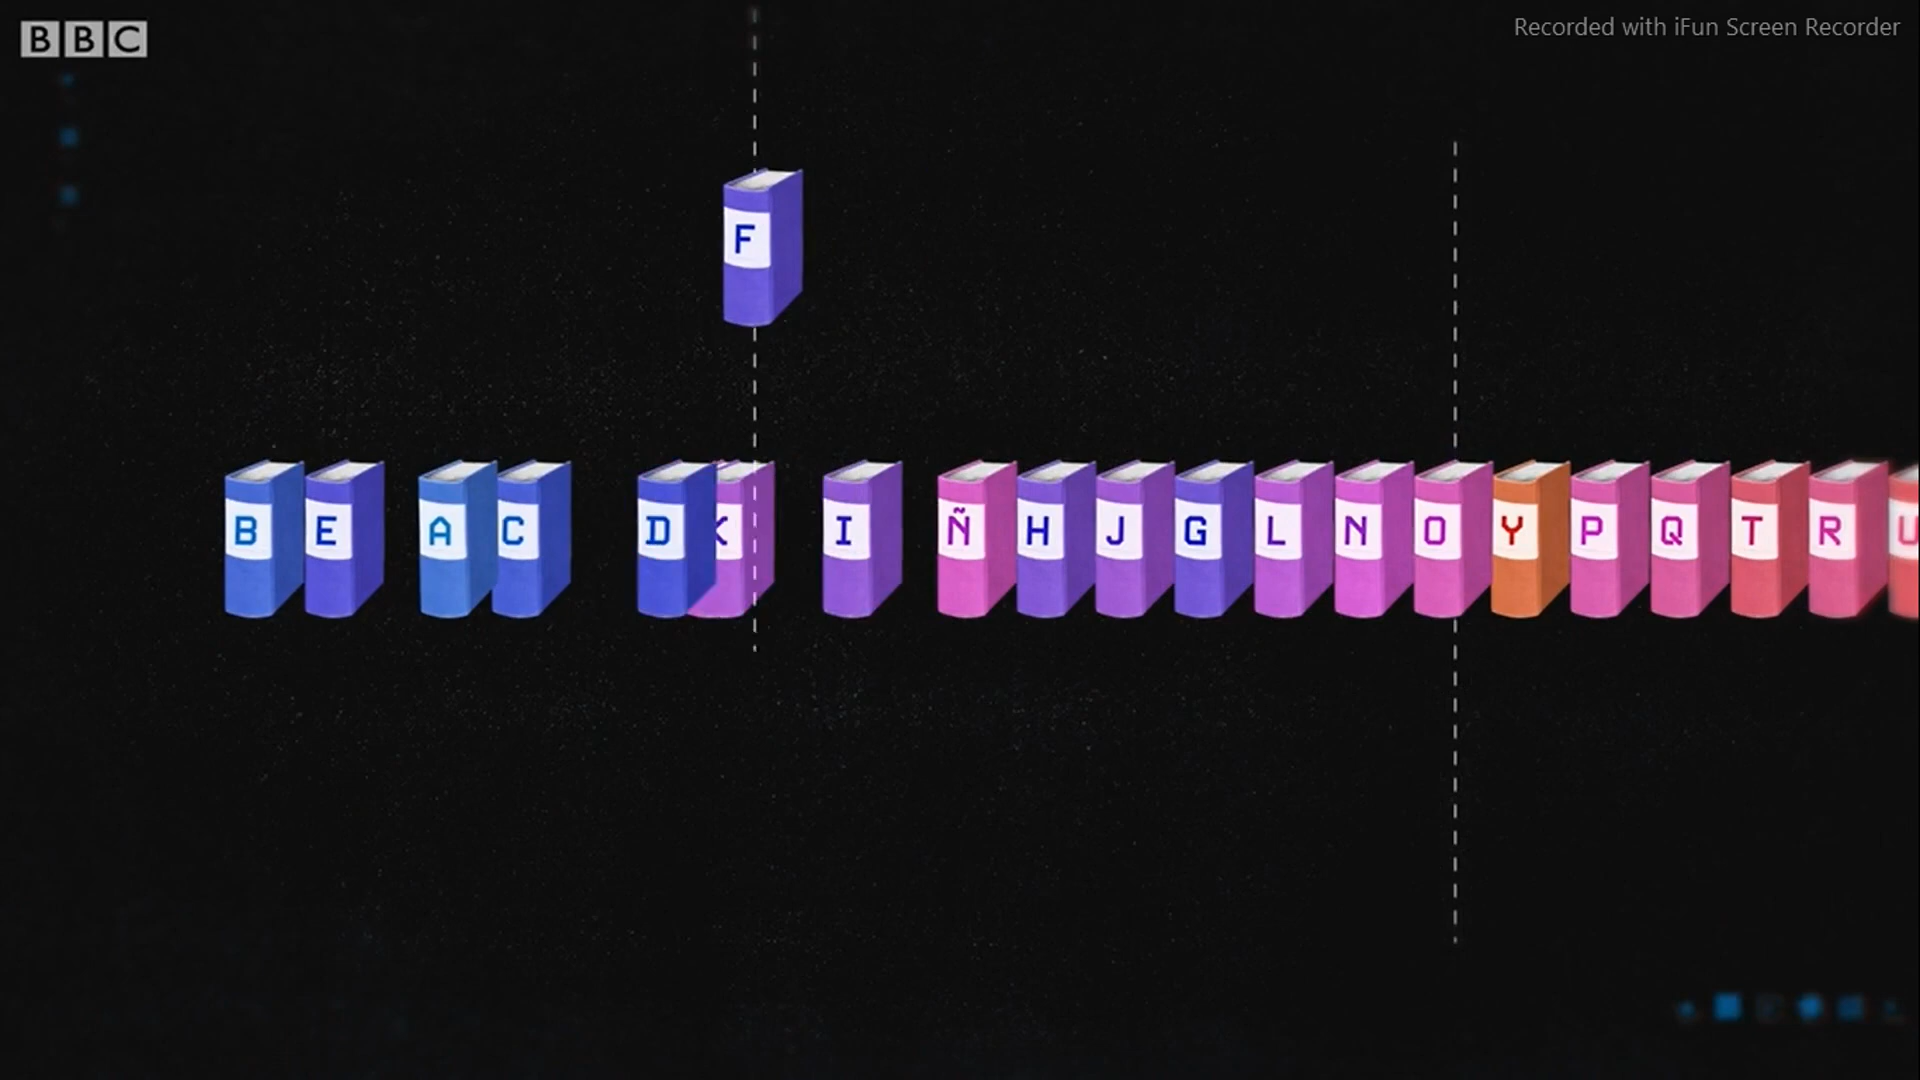 BBC
Recorded with iFun Screen Recorder
F
B E A C D K I Ñ H J G L N O Y P Q T R U